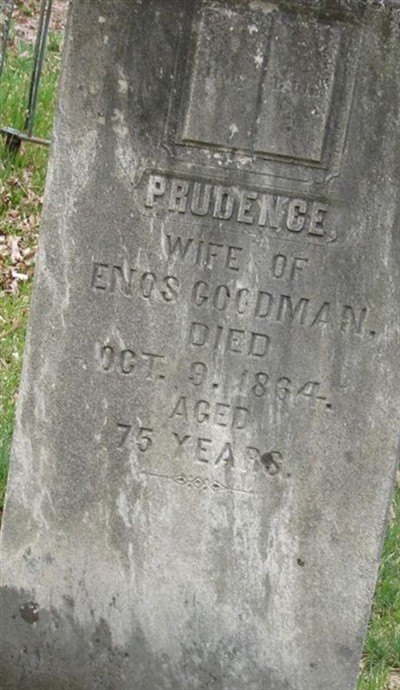 PRUDENCE,
WIFE OF
ENOS GOODMAN.
DIED
OCT. 9, 1864.
AGED
75 YEARS.